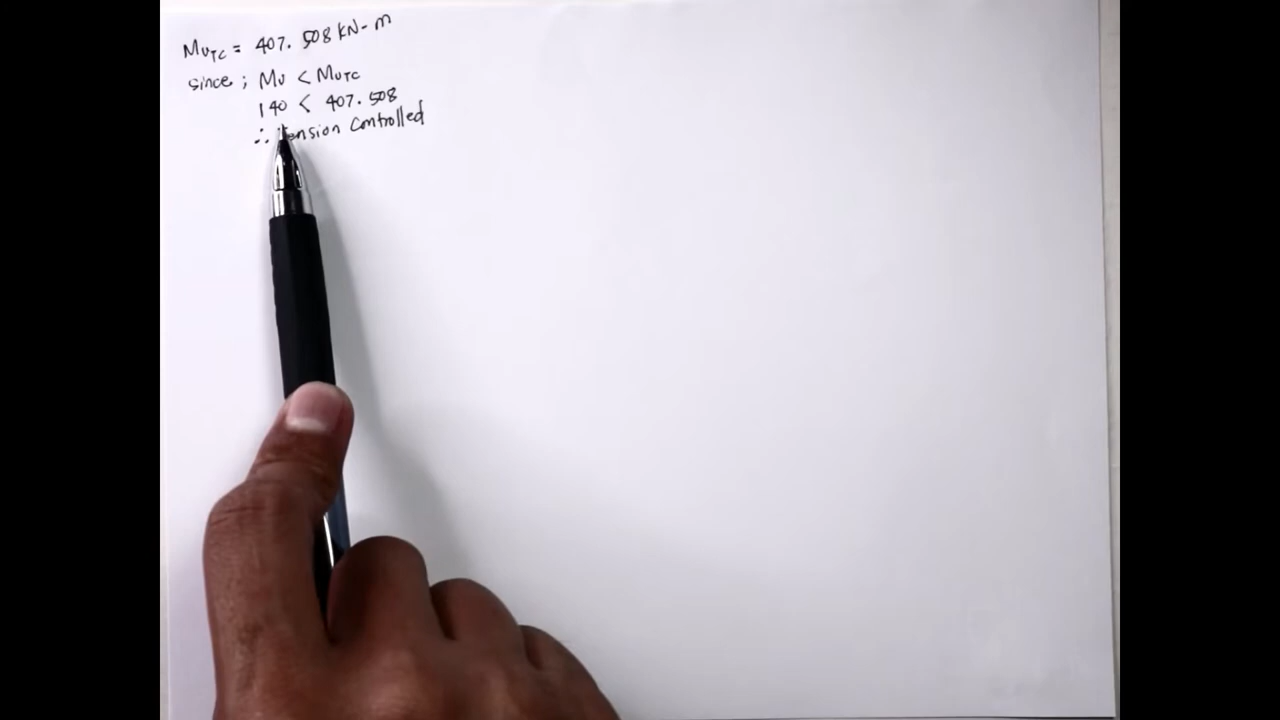 MuTC = 407.508 kN-m
since; Mu < MuTC
140 < 407.508
∴ Tension Controlled